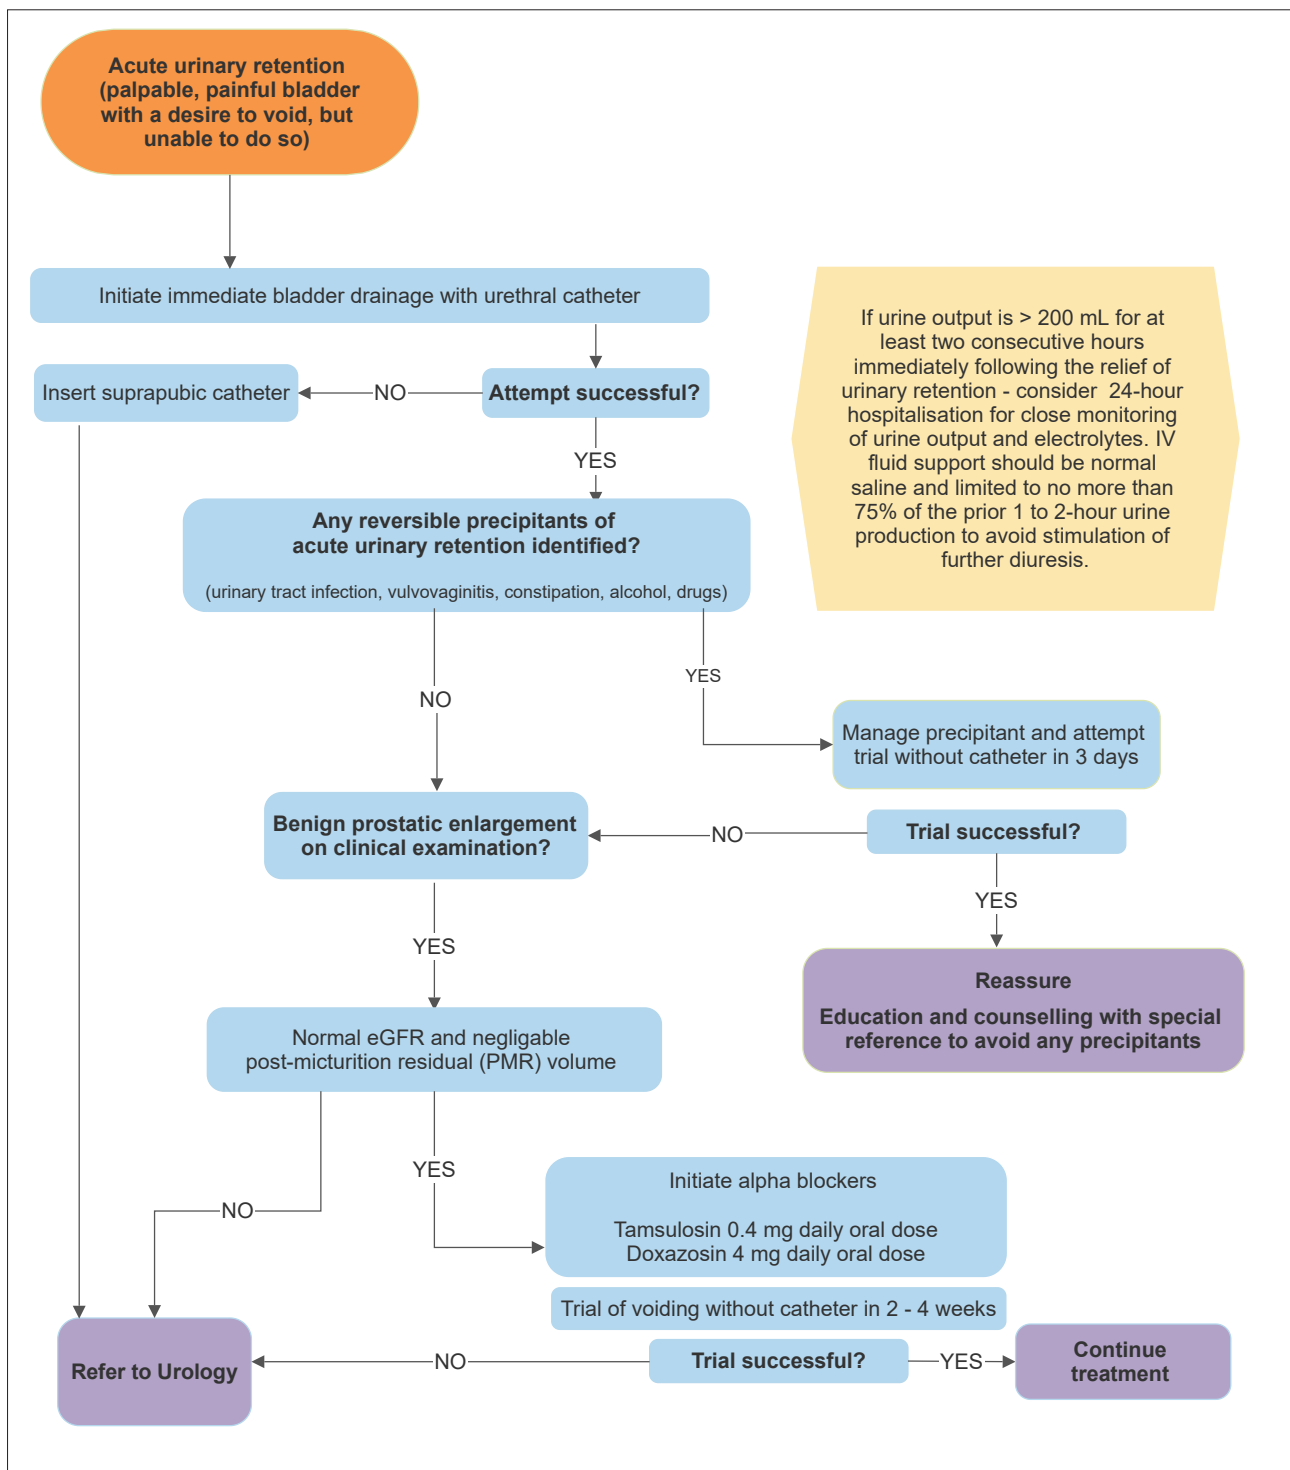 Acute urinary retention
(palpable, painful bladder
with a desire to void, but
unable to do so)
Initiate immediate bladder drainage with urethral catheter
If urine output is > 200 mL for at
least two consecutive hours
immediately following the relief of
urinary retention - consider 24-hour
hospitalisation for close monitoring
of urine output and electrolytes. IV
fluid support should be normal
saline and limited to no more than
75% of the prior 1 to 2-hour urine
production to avoid stimulation of
further diuresis.
Insert suprapubic catheter
NO
Attempt successful?
YES
Any reversible precipitants of
acute urinary retention identified?
(urinary tract infection, vulvovaginitis, constipation, alcohol, drugs)
NO
YES
Manage precipitant and attempt
trial without catheter in 3 days
Benign prostatic enlargement
on clinical examination?
NO
Trial successful?
YES
YES
Reassure
Education and counselling with special
reference to avoid any precipitants
Normal eGFR and negligable
post-micturition residual (PMR) volume
NO
YES
Initiate alpha blockers
Tamsulosin 0.4 mg daily oral dose
Doxazosin 4 mg daily oral dose
Trial of voiding without catheter in 2 - 4 weeks
Refer to Urology
NO
Trial successful?
YES
Continue
treatment